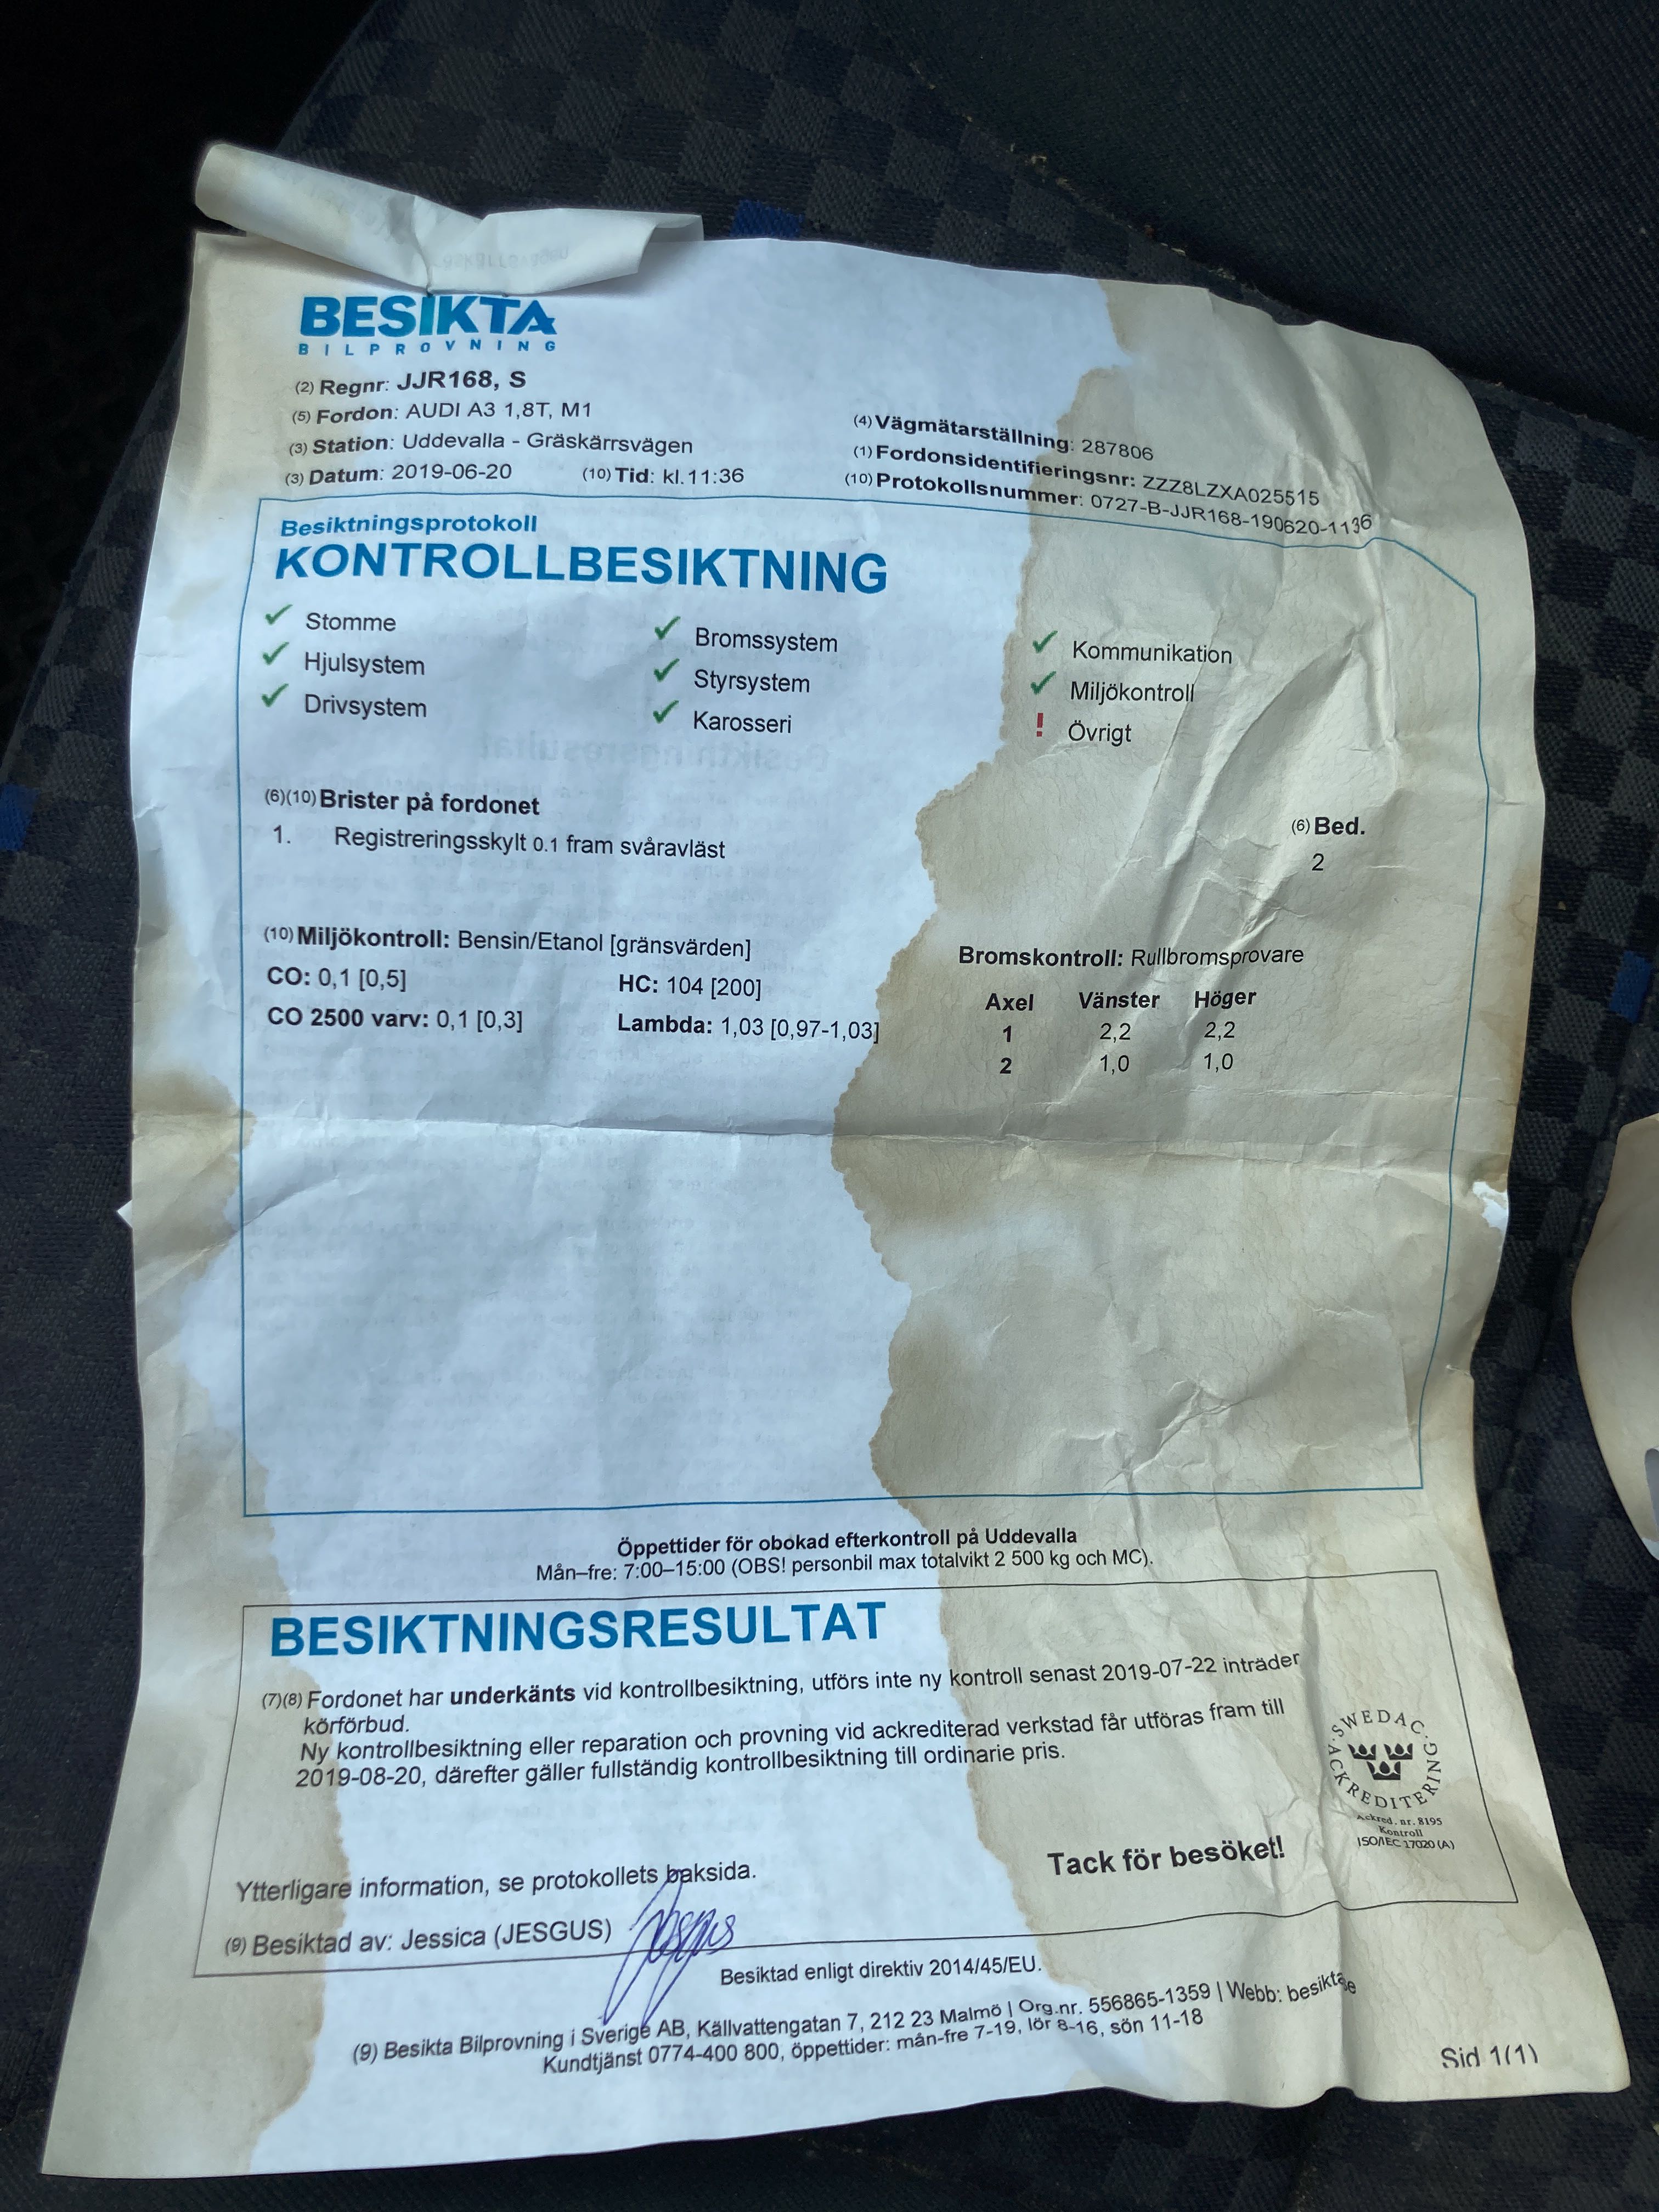 BESIKTA
BILPROVNING
(2) Regnr: JJR168, S
(5) Fordon: AUDI A3 1,8T, M1
(3) Station: Uddevalla - Gräskärrsvägen
(3) Datum: 2019-06-20 (10) Tid: kl.11:36
(4) Vägmätarställning: 287806
(1) Fordonsidentifieringsnr: ZZZ8LZXA025515
(10) Protokollsnummer: 0727-B-JJR168-190620-1136
Besiktningsprotokoll
KONTROLLBESIKTNING
✓ Stomme ✓ Bromssystem ✓ Kommunikation
✓ Hjulsystem ✓ Styrsystem ✓ Miljökontroll
✓ Drivsystem ✓ Karosseri ! Övrigt
(6)(10) Brister på fordonet (6) Bed.
1. Registreringsskylt 0.1 fram svåravläst 2
(10) Miljökontroll: Bensin/Etanol [gränsvärden]
CO: 0,1 [0,5] HC: 104 [200]
CO 2500 varv: 0,1 [0,3] Lambda: 1,03 [0,97-1,03]
Bromskontroll: Rullbromsprovare
Axel Vänster Höger
1 2,2 2,2
2 1,0 1,0
Öppettider för obokad efterkontroll på Uddevalla
Mån–fre: 7:00–15:00 (OBS! personbil max totalvikt 2 500 kg och MC).
BESIKTNINGSRESULTAT
(7)(8) Fordonet har underkänts vid kontrollbesiktning, utförs inte ny kontroll senast 2019-07-22 inträder
körförbud.
Ny kontrollbesiktning eller reparation och provning vid ackrediterad verkstad får utföras fram till
2019-08-20, därefter gäller fullständig kontrollbesiktning till ordinarie pris.
SWEDAC
ACKREDITERING
Ackred. nr. 8195
Kontroll
ISO/IEC 17020 (A)
Tack för besöket!
Ytterligare information, se protokollets baksida.
(9) Besiktad av: Jessica (JESGUS)
Besiktad enligt direktiv 2014/45/EU.
(9) Besikta Bilprovning i Sverige AB, Källvattengatan 7, 212 23 Malmö | Org.nr. 556865-1359 | Webb: besikta.se
Kundtjänst 0774-400 800, öppettider: mån-fre 7-19, lör 8-16, sön 11-18
Sid 1(1)